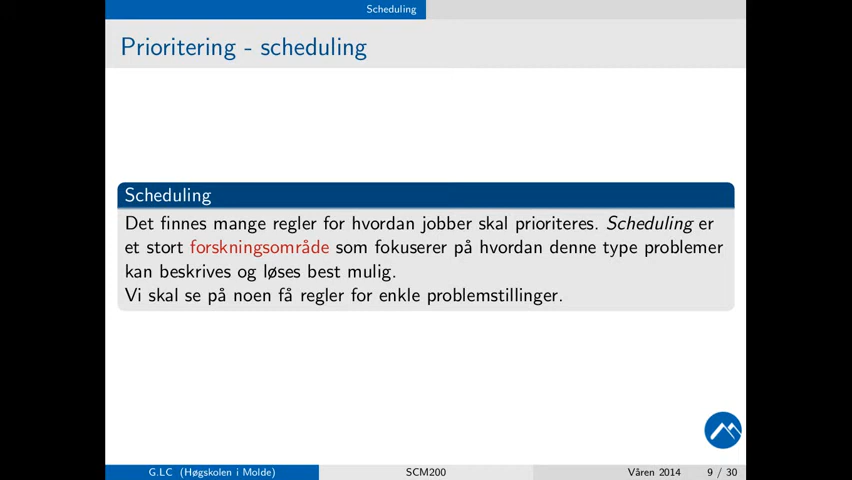 Scheduling
Prioritering - scheduling
Scheduling
Det finnes mange regler for hvordan jobber skal prioriteres. Scheduling er
et stort forskningsområde som fokuserer på hvordan denne type problemer
kan beskrives og løses best mulig.
Vi skal se på noen få regler for enkle problemstillinger.
G.LC (Høgskolen i Molde) SCM200 Våren 2014 9 / 30